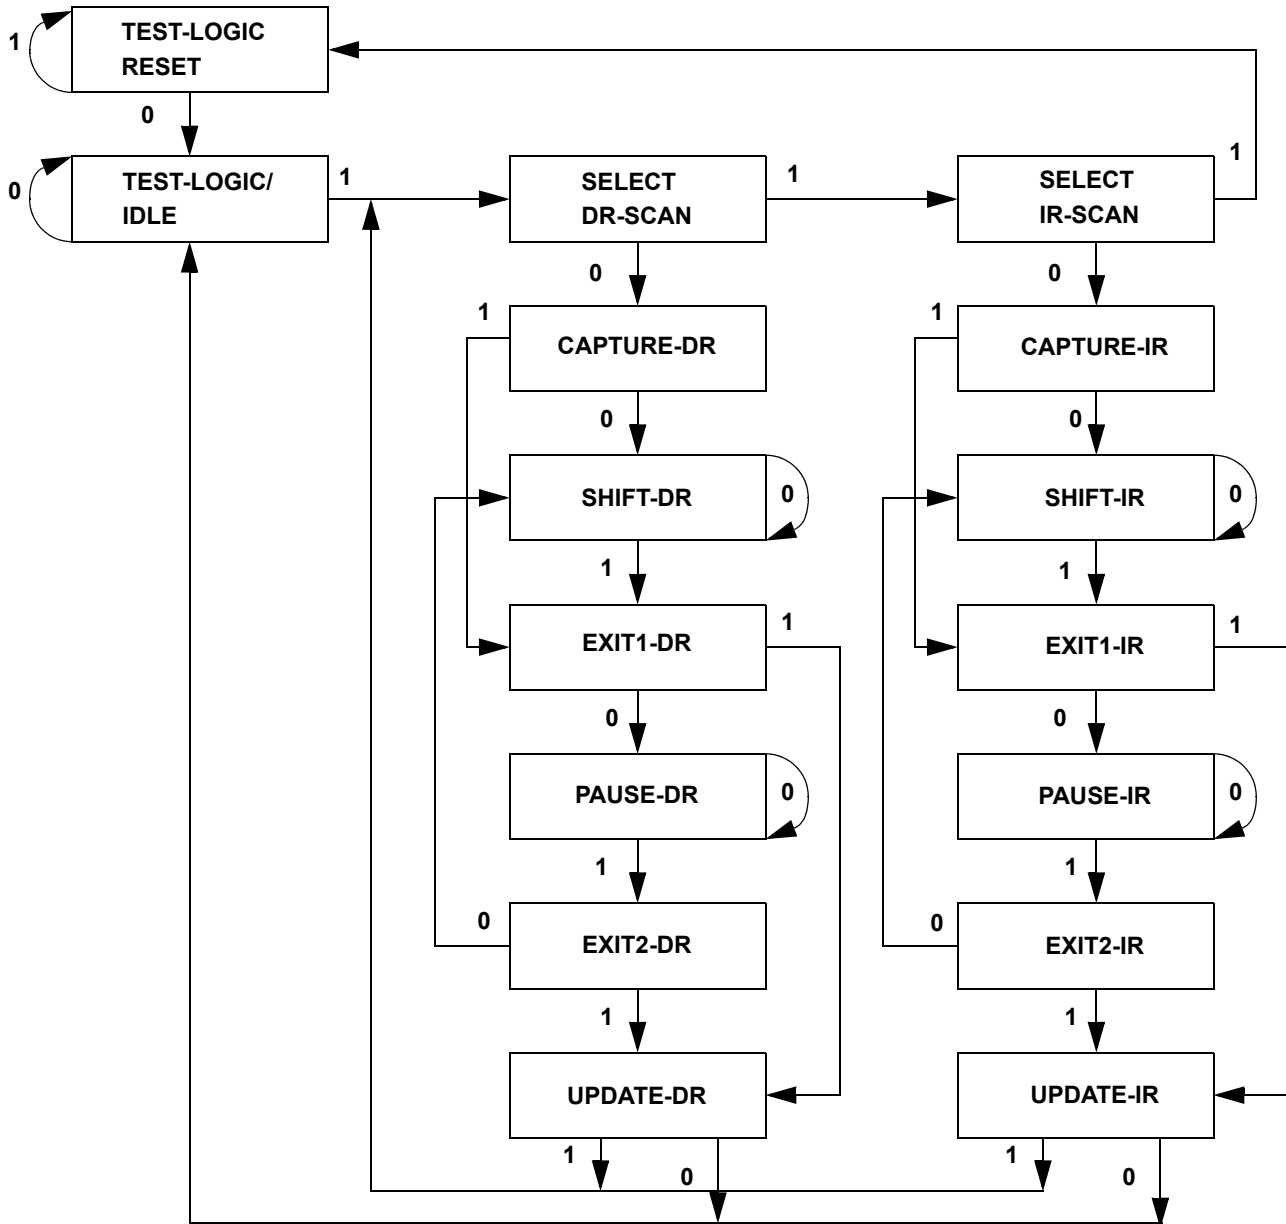 TEST-LOGIC
RESET
1
0
TEST-LOGIC/
IDLE
0
1
SELECT
DR-SCAN
1
SELECT
IR-SCAN
1
0
0
1
CAPTURE-DR
1
CAPTURE-IR
0
0
SHIFT-DR
0
SHIFT-IR
0
1
1
EXIT1-DR
1
EXIT1-IR
1
0
0
PAUSE-DR
0
PAUSE-IR
0
1
1
0
EXIT2-DR
0
EXIT2-IR
1
1
UPDATE-DR
UPDATE-IR
1
0
1
0